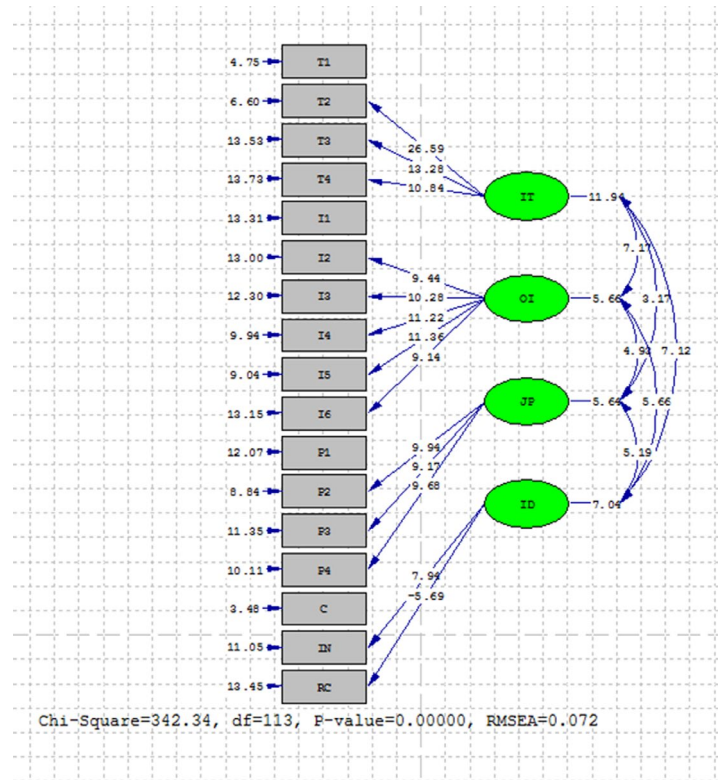 4.75 T1
6.60 T2
26.59
13.53 T3
13.28
13.73 T4
10.84
IT 11.94
13.31 I1
7.17
13.00 I2
9.44
12.30 I3
10.28
OI 5.66
3.17
11.22
9.94 I4
11.36
4.93
7.12
9.14
9.04 I5
13.15 I6
JP 5.64
5.66
12.07 P1
9.94
5.19
9.17
8.84 P2
9.68
ID 7.04
11.35 P3
10.11 P4
7.94
-5.69
3.48 C
11.05 IN
13.45 RC
Chi-Square=342.34, df=113, P-value=0.00000, RMSEA=0.072